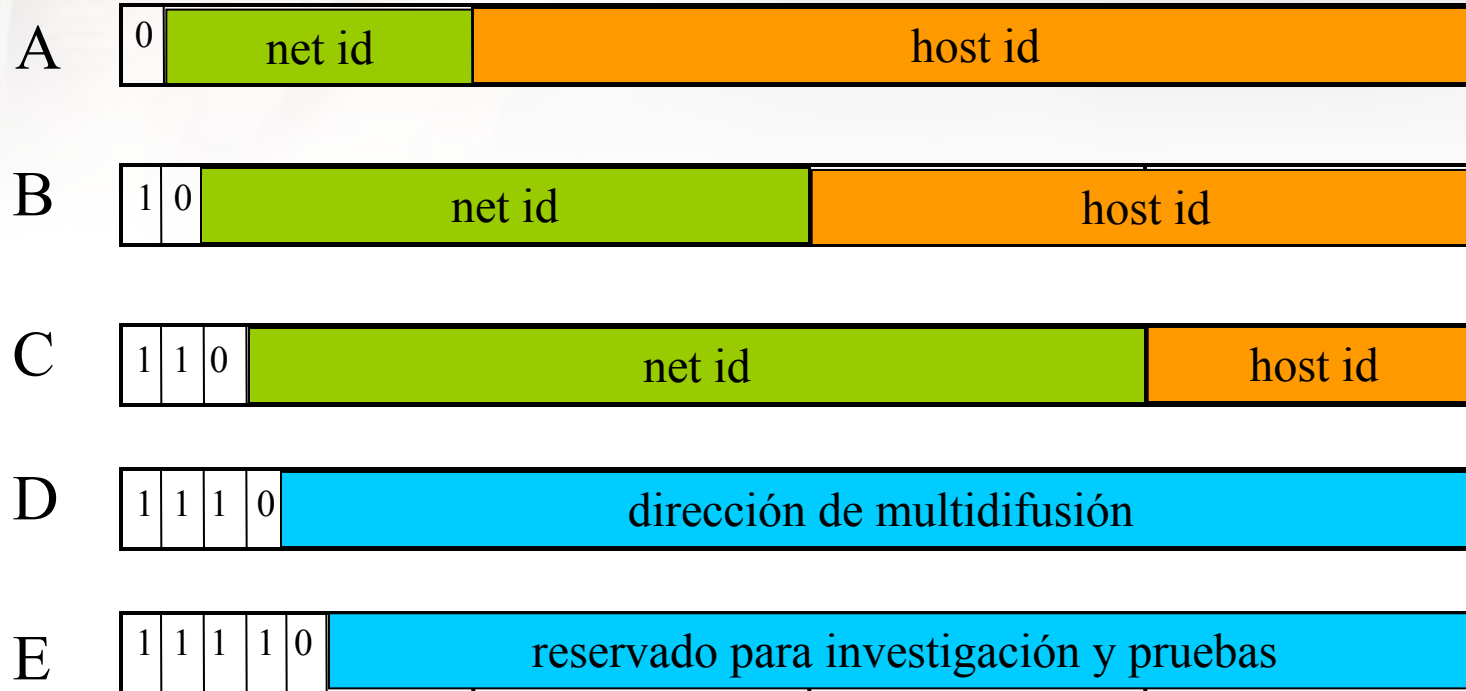 A 0 net id host id
B 1 0 net id host id
C 1 1 0 net id host id
D 1 1 1 0 dirección de multidifusión
E 1 1 1 1 0 reservado para investigación y pruebas